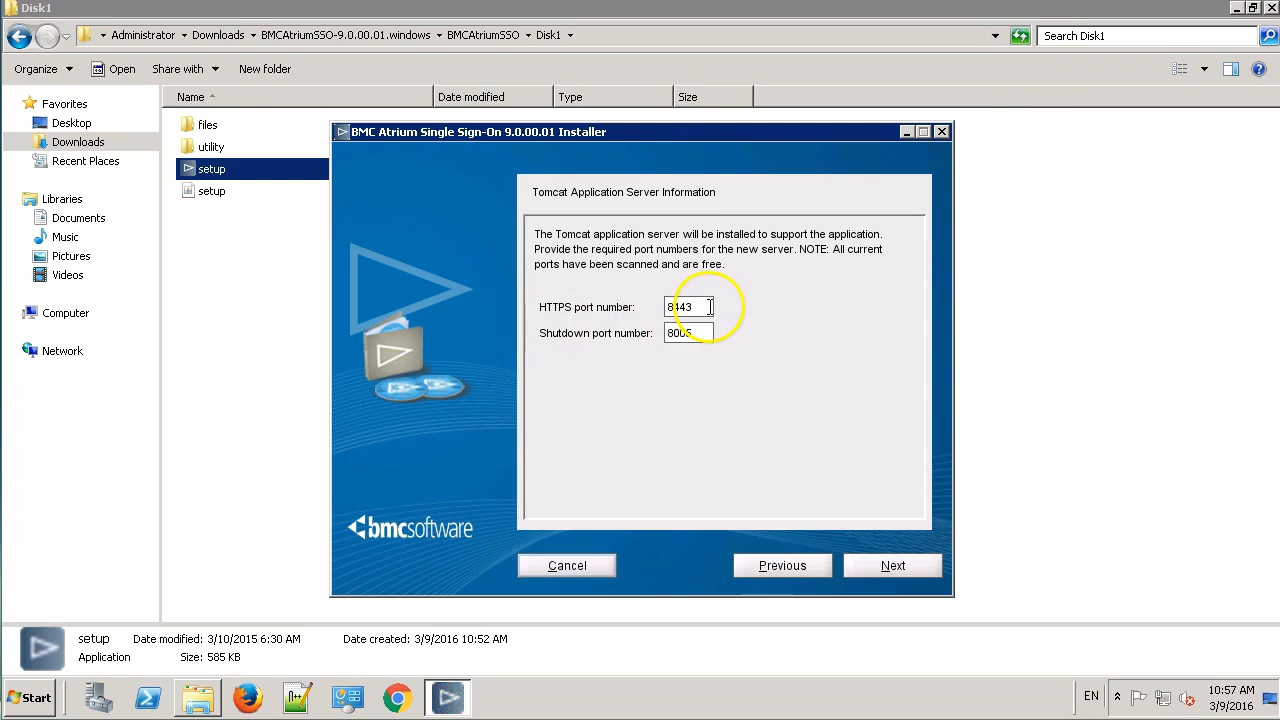 Disk1
Administrator
Downloads
BMCAtriumSSO-9.0.00.01.windows
BMCAtriumSSO
Disk1
Search Disk1
Organize
Open
Share with
New folder
Favorites
Desktop
Downloads
Recent Places
Libraries
Documents
Music
Pictures
Videos
Computer
Network
Name
Date modified
Type
Size
files
utility
setup
setup
BMC Atrium Single Sign-On 9.0.00.01 Installer
Tomcat Application Server Information
The Tomcat application server will be installed to support the application.
Provide the required port numbers for the new server. NOTE: All current
ports have been scanned and are free.
HTTPS port number:
8443
Shutdown port number:
8005
bmcsoftware
Cancel
Previous
Next
setup
Date modified: 3/10/2015 6:30 AM
Date created: 3/9/2016 10:52 AM
Application
Size: 585 KB
Start
EN
10:57 AM
3/9/2016